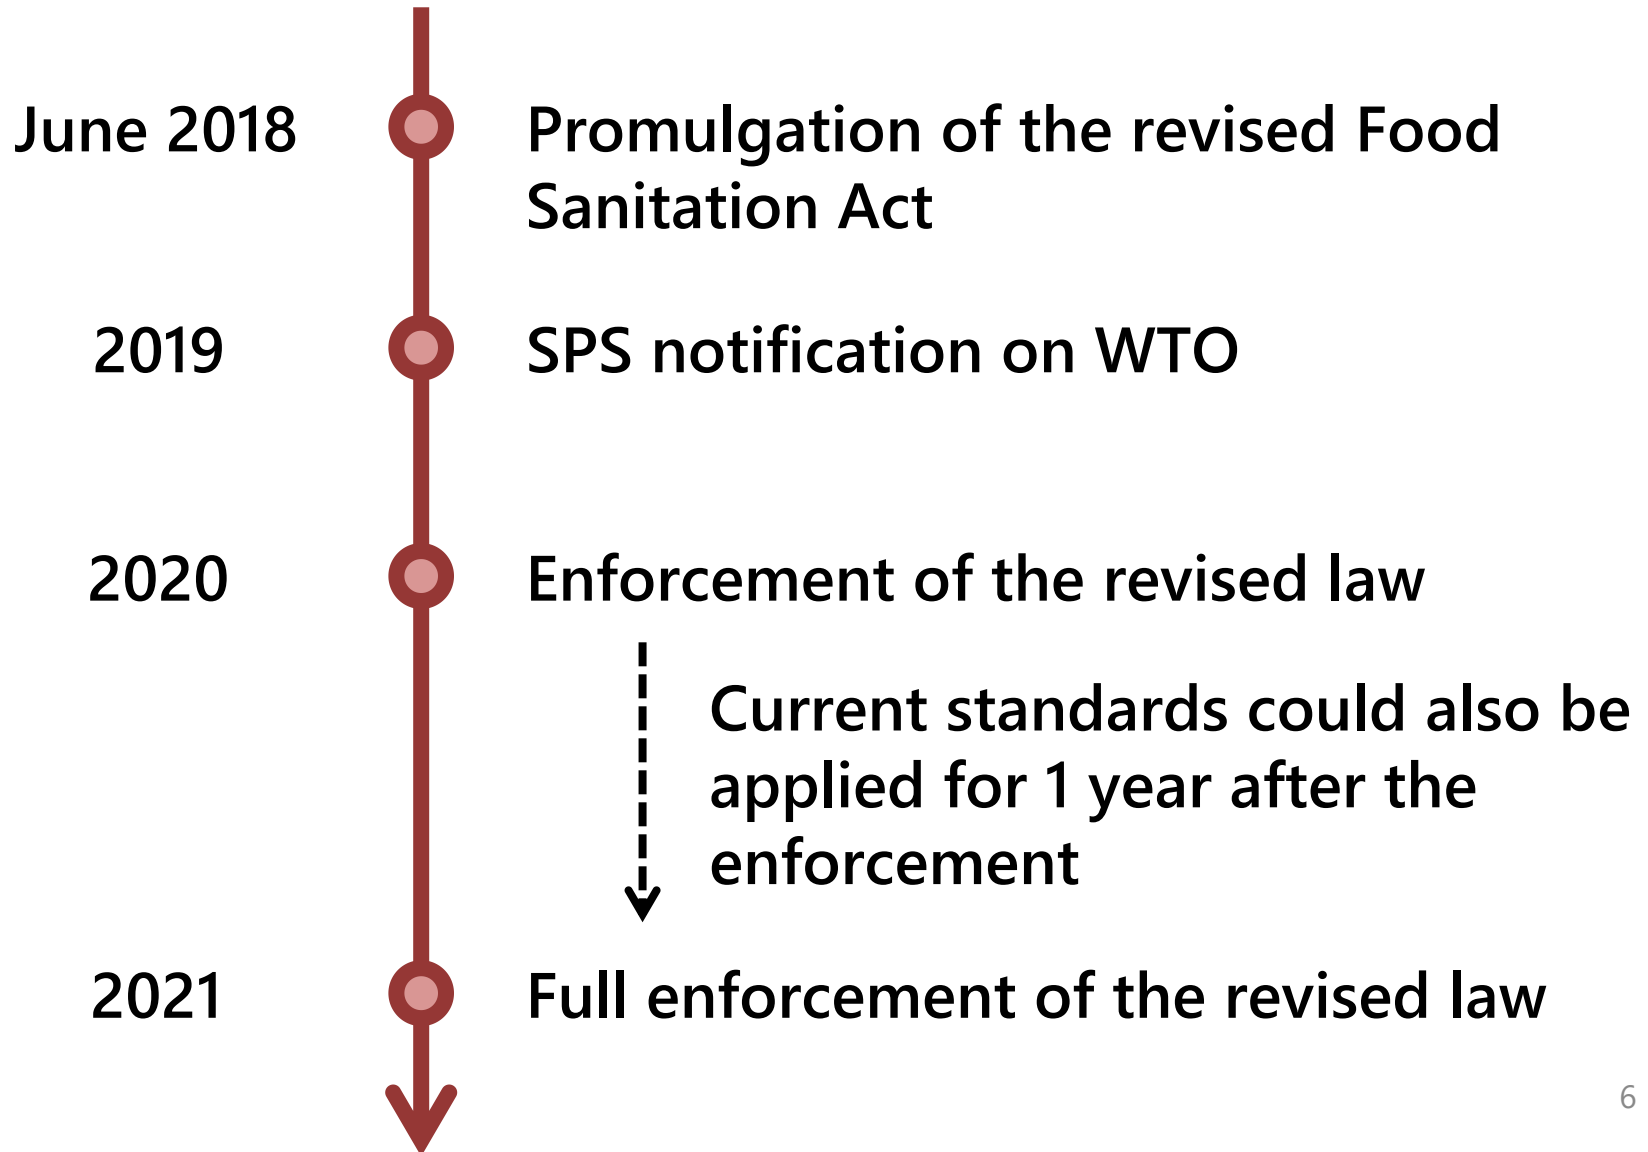 June 2018
Promulgation of the revised Food
Sanitation Act
2019
SPS notification on WTO
2020
Enforcement of the revised law
Current standards could also be
applied for 1 year after the
enforcement
2021
Full enforcement of the revised law
6